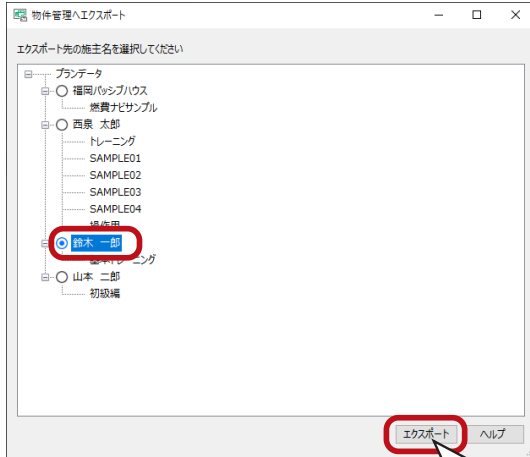 物件管理へエクスポート
エクスポート先の施主名を選択してください
プランデータ
福岡パッシブハウス
燃費ナビサンプル
西泉 太郎
トレーニング
SAMPLE01
SAMPLE02
SAMPLE03
SAMPLE04
操作用
鈴木 一郎
基本トレーニング
山本 二郎
初級編
エクスポート ヘルプ